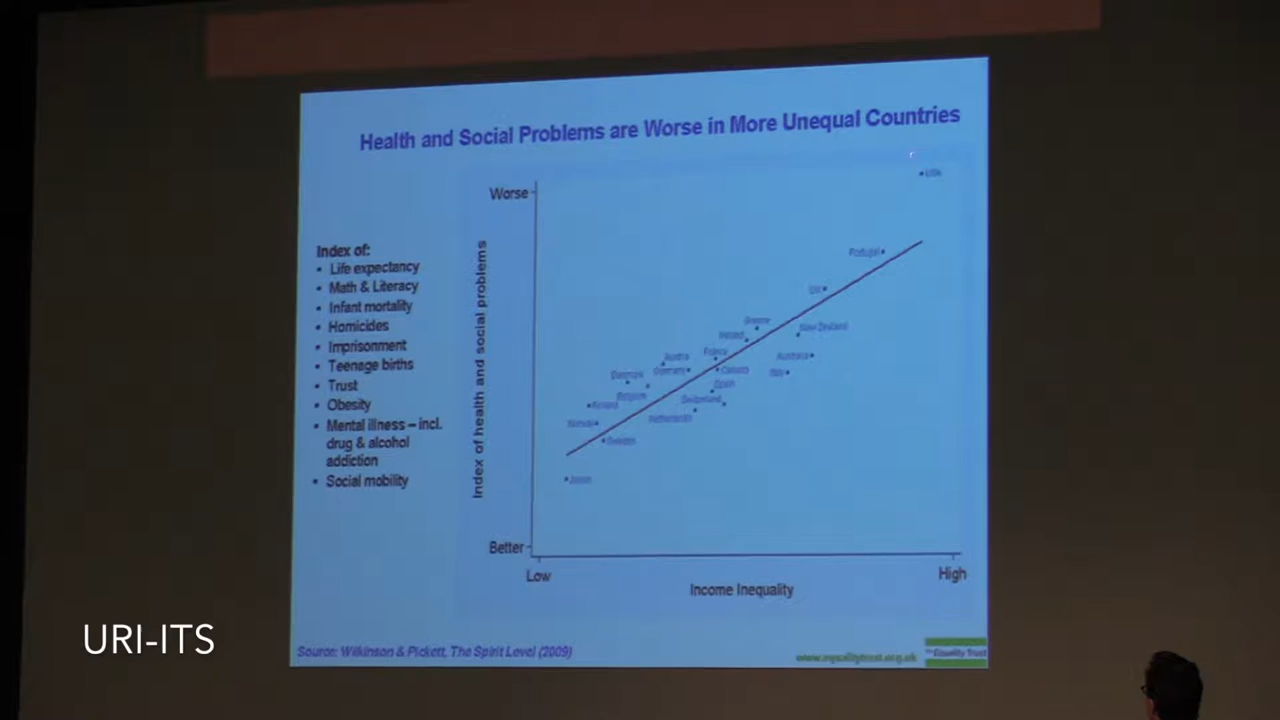 Health and Social Problems are Worse in More Unequal Countries
Worse
USA
Index of:
• Life expectancy
• Math & Literacy
• Infant mortality
• Homicides
• Imprisonment
• Teenage births
• Trust
• Obesity
• Mental illness – incl.
drug & alcohol
addiction
• Social mobility
Index of health and social problems
Portugal
UK
Greece
New Zealand
Ireland
France
Australia
Austria
Germany
Canada
Italy
Denmark
Spain
Belgium
Switzerland
Finland
Netherlands
Norway
Sweden
Japan
Better
Low
High
Income Inequality
Source: Wilkinson & Pickett, The Spirit Level (2009)
www.equalitytrust.org.uk
The Equality Trust
URI-ITS